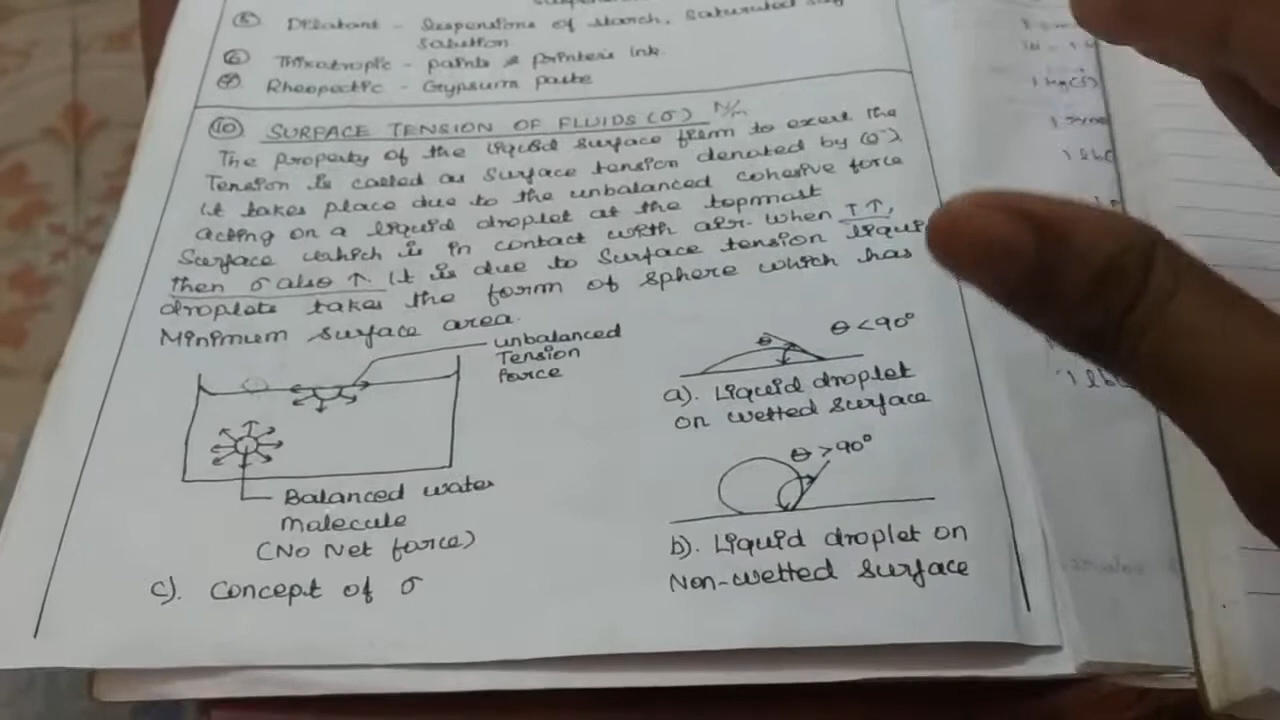 ⑤ Dilatant - Suspensions of starch, saturated
solution
⑥ Thixotropic - paints & printer's ink.
⑦. Rheopectic - Gypsum paste
⑩ SURFACE TENSION OF FLUIDS (σ) N/m
The property of the liquid surface film to exert the
Tension is called as surface tension denoted by (σ).
it takes place due to the unbalanced cohesive force
acting on a liquid droplet at the topmost
Surface which is in contact with air. when T↑,
then σ also ↑. It is due to surface tension liquid
droplets takes the form of sphere which has
Minimum surface area.
unbalanced
Tension
force
Balanced water
Malecule
(No Net force)
c). Concept of σ
θ
θ < 90°
a). Liquid droplet
on wetted surface
θ > 90°
b). Liquid droplet on
Non-wetted surface